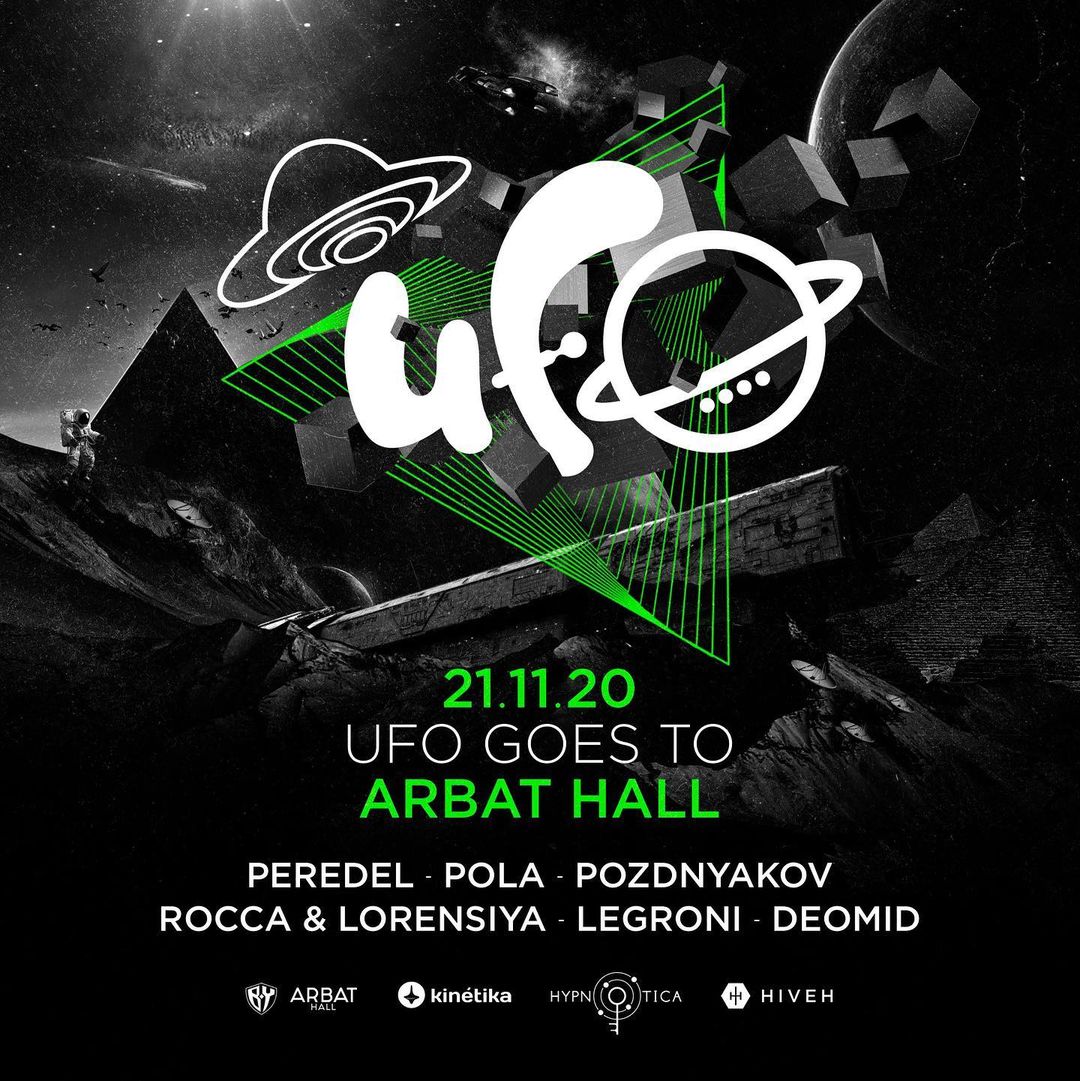 ufo
21.11.20
UFO GOES TO
ARBAT HALL
PEREDEL - POLA - POZDNYAKOV
ROCCA & LORENSIYA - LEGRONI - DEOMID
ARBAT HALL
kinétika
HYPNOTICA
HIVEH